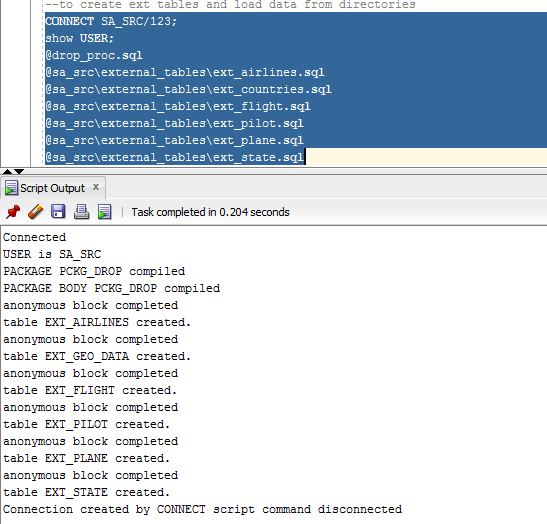 --to create ext tables and load data from directories
CONNECT SA_SRC/123;
show USER;
@drop_proc.sql
@sa_src\external_tables\ext_airlines.sql
@sa_src\external_tables\ext_countries.sql
@sa_src\external_tables\ext_flight.sql
@sa_src\external_tables\ext_pilot.sql
@sa_src\external_tables\ext_plane.sql
@sa_src\external_tables\ext_state.sql
Script Output x
Task completed in 0.204 seconds
Connected
USER is SA_SRC
PACKAGE PCKG_DROP compiled
PACKAGE BODY PCKG_DROP compiled
anonymous block completed
table EXT_AIRLINES created.
anonymous block completed
table EXT_GEO_DATA created.
anonymous block completed
table EXT_FLIGHT created.
anonymous block completed
table EXT_PILOT created.
anonymous block completed
table EXT_PLANE created.
anonymous block completed
table EXT_STATE created.
Connection created by CONNECT script command disconnected